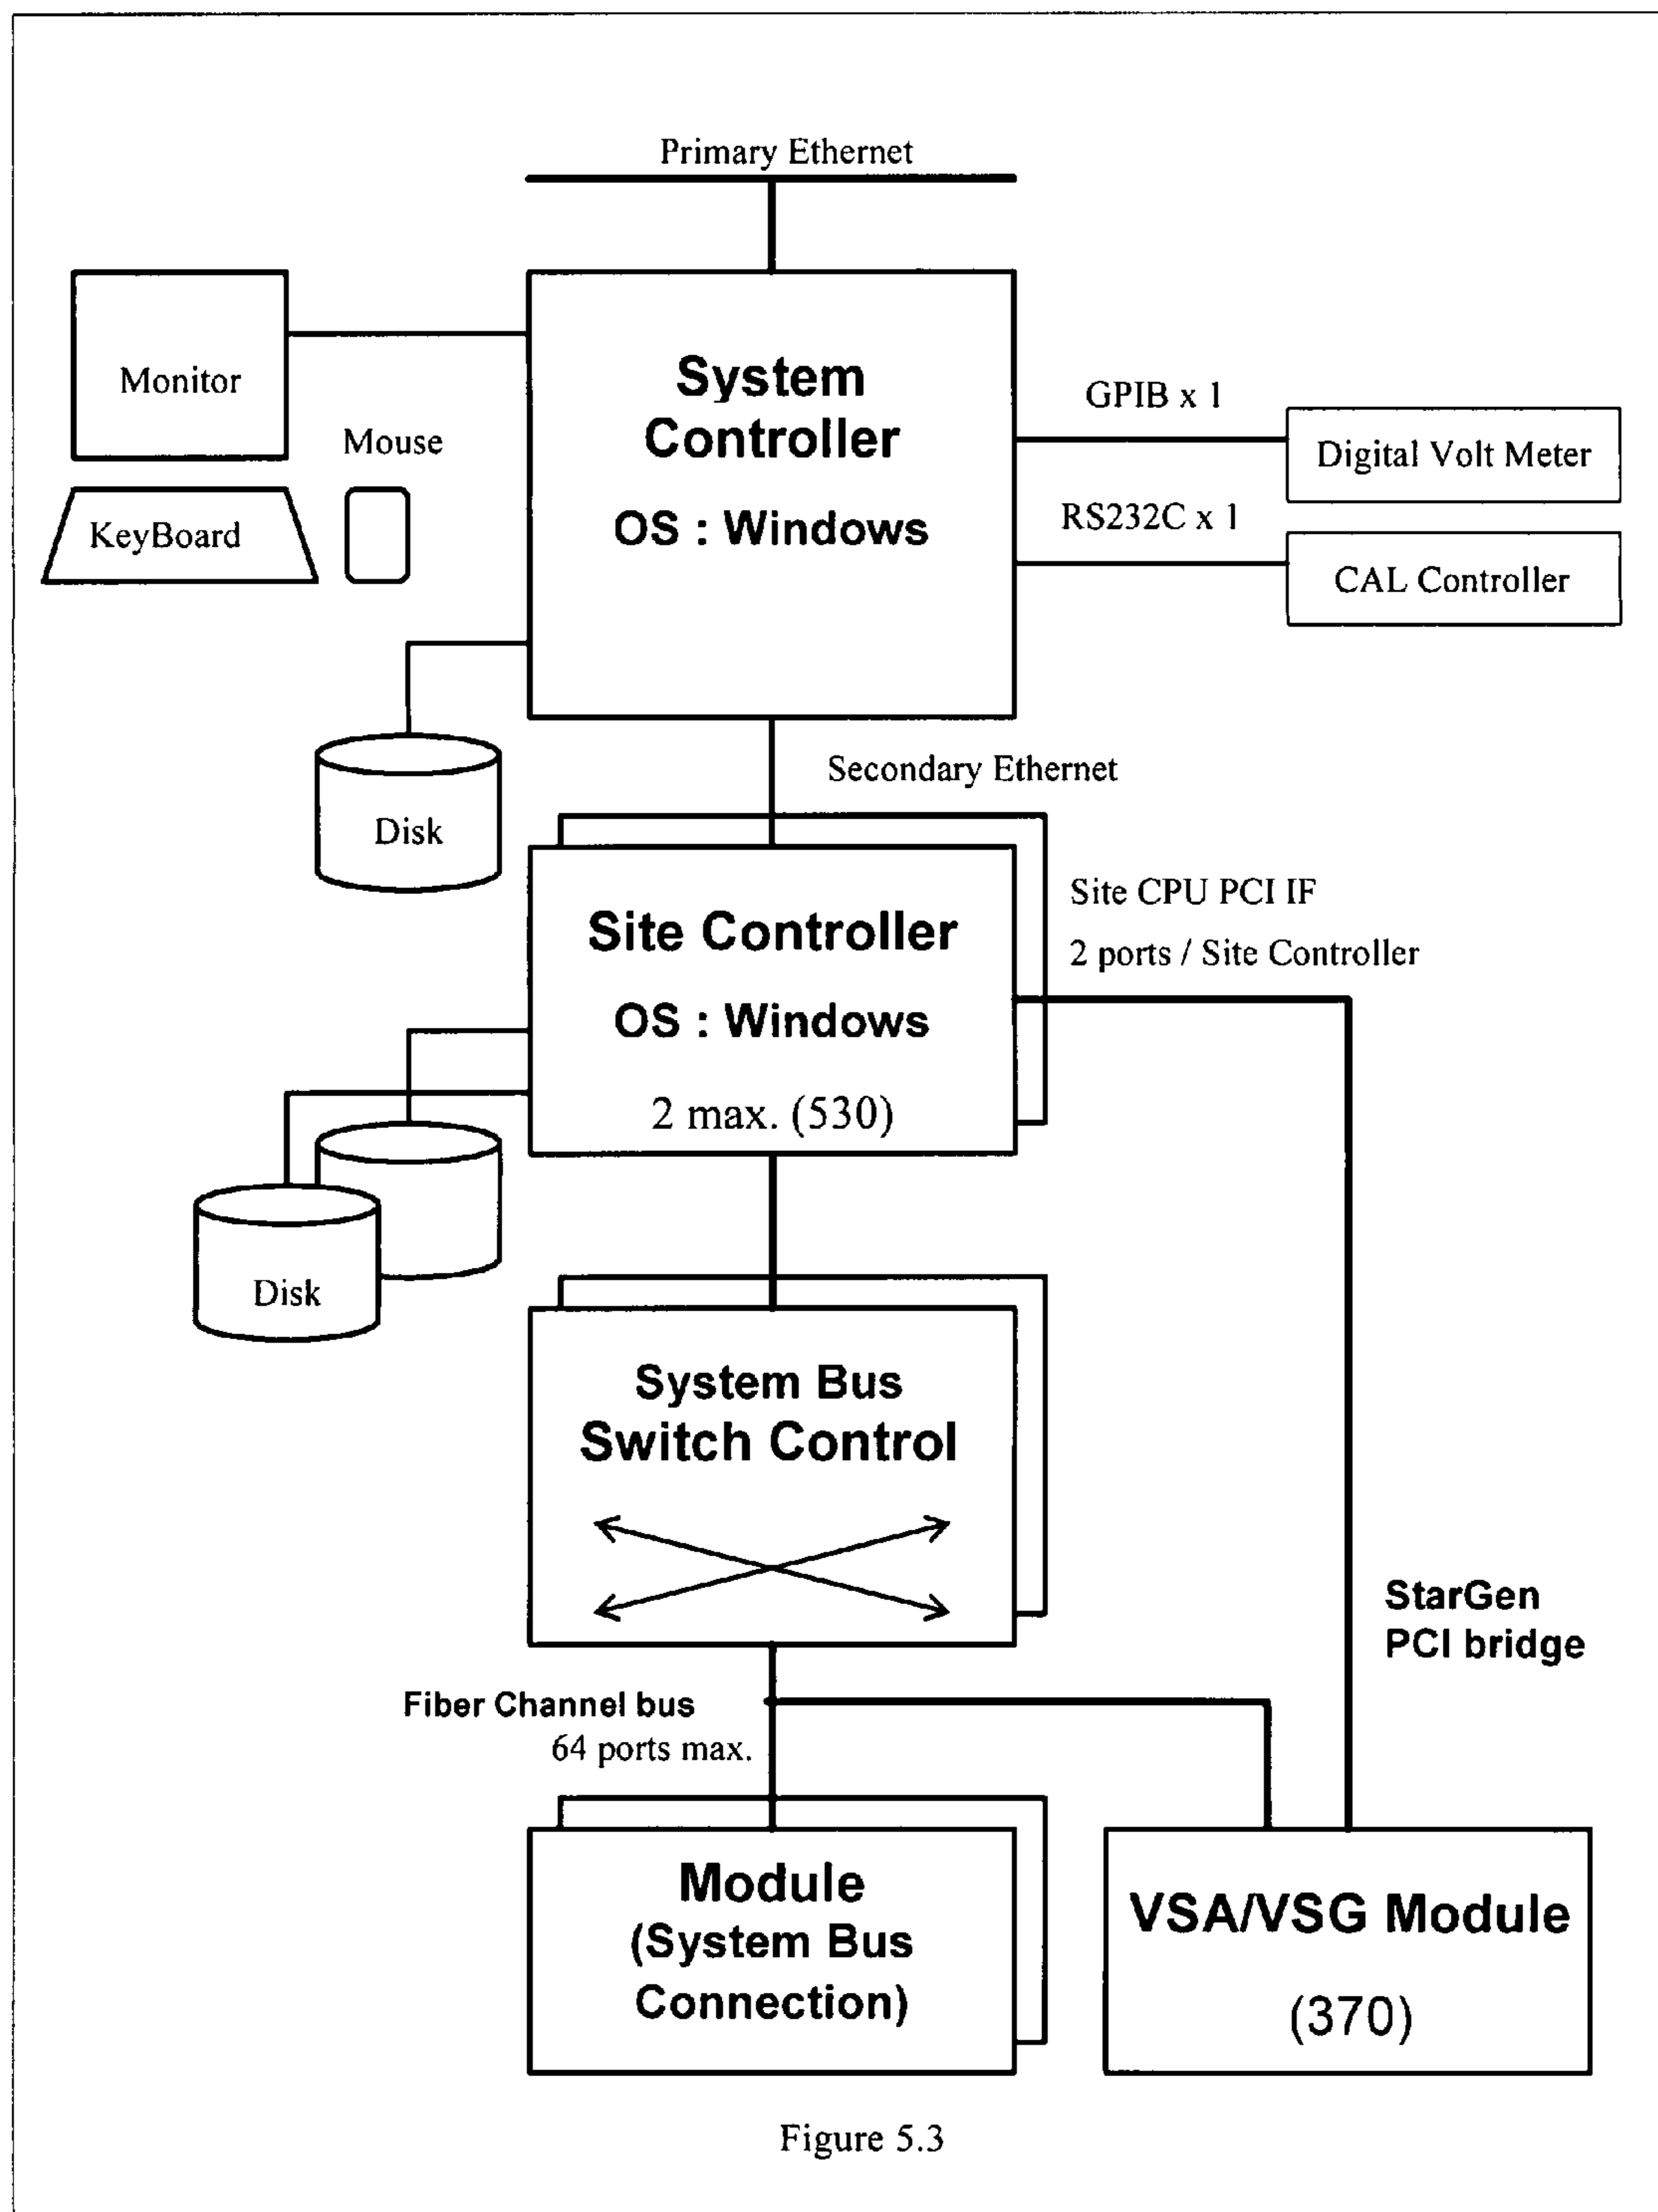 Primary Ethernet
Monitor
Mouse
KeyBoard
System
Controller
OS : Windows
GPIB x 1
Digital Volt Meter
RS232C x 1
CAL Controller
Disk
Secondary Ethernet
Site Controller
OS : Windows
2 max. (530)
Site CPU PCI IF
2 ports / Site Controller
Disk
System Bus
Switch Control
StarGen
PCI bridge
Fiber Channel bus
64 ports max.
Module
(System Bus
Connection)
VSA/VSG Module
(370)
Figure 5.3